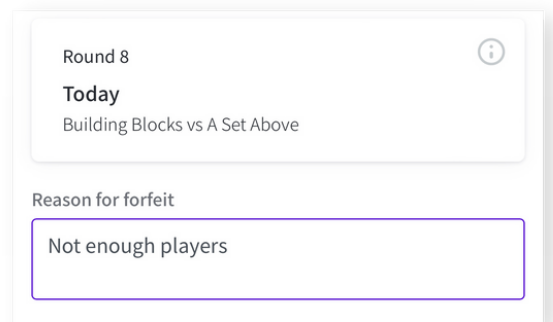 Round 8
Today
Building Blocks vs A Set Above
Reason for forfeit
Not enough players